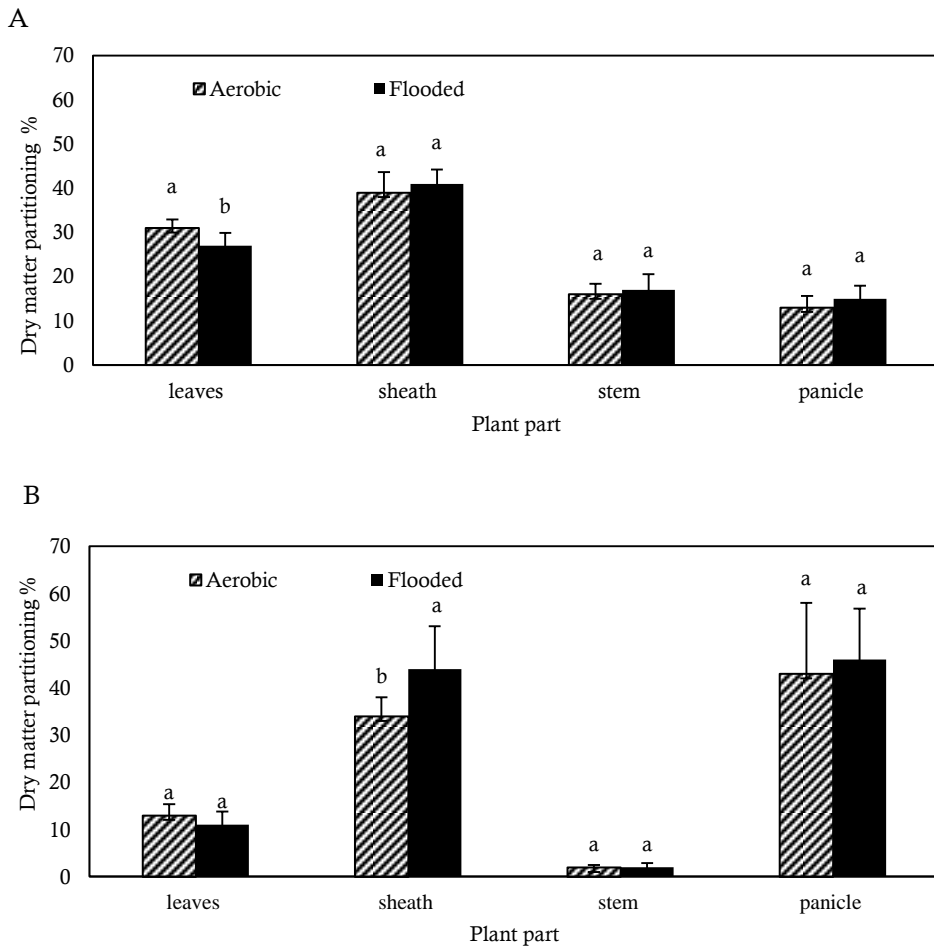 A
70
60
50
40
30
20
10
0
Dry matter partitioning %
Aerobic Flooded
a b a a a a a a
leaves sheath stem panicle
Plant part
B
70
60
50
40
30
20
10
0
Dry matter partitioning %
Aerobic Flooded
a a b a a a a a
leaves sheath stem panicle
Plant part